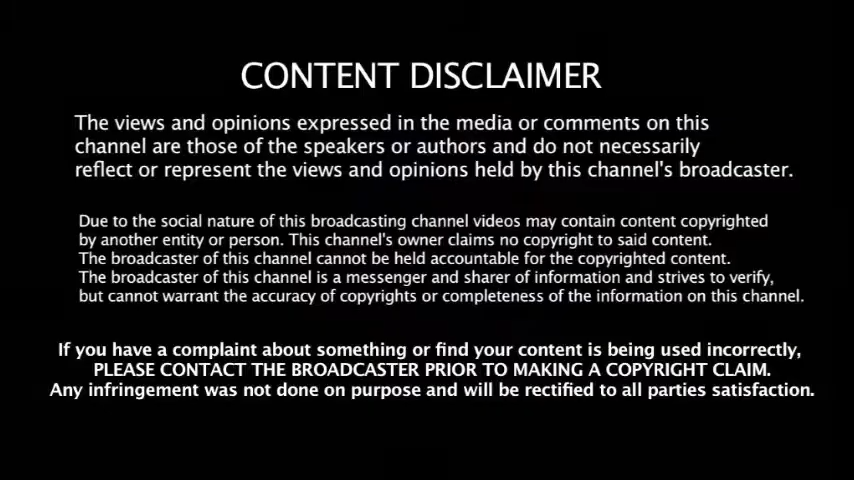 CONTENT DISCLAIMER
The views and opinions expressed in the media or comments on this
channel are those of the speakers or authors and do not necessarily
reflect or represent the views and opinions held by this channel's broadcaster.
Due to the social nature of this broadcasting channel videos may contain content copyrighted
by another entity or person. This channel's owner claims no copyright to said content.
The broadcaster of this channel cannot be held accountable for the copyrighted content.
The broadcaster of this channel is a messenger and sharer of information and strives to verify,
but cannot warrant the accuracy of copyrights or completeness of the information on this channel.
If you have a complaint about something or find your content is being used incorrectly,
PLEASE CONTACT THE BROADCASTER PRIOR TO MAKING A COPYRIGHT CLAIM.
Any infringement was not done on purpose and will be rectified to all parties satisfaction.